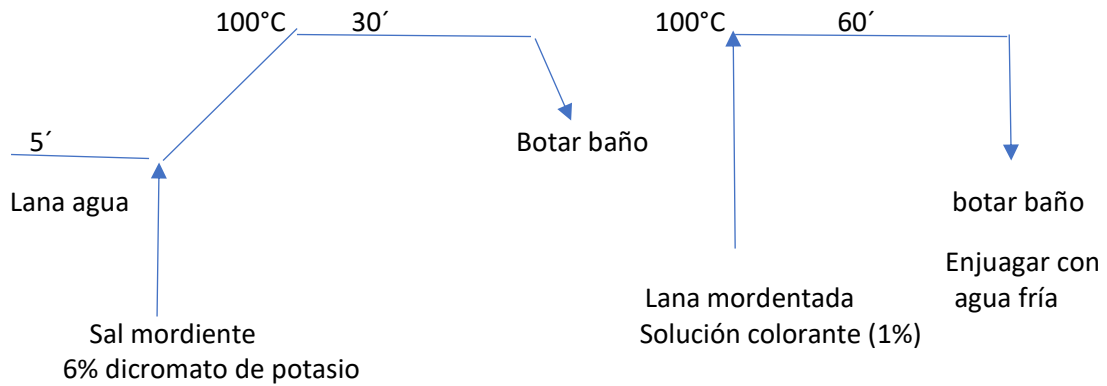 100°C 30´
5´
Botar baño
Lana agua
Sal mordiente
6% dicromato de potasio
100°C 60´
botar baño
Enjuagar con
agua fría
Lana mordentada
Solución colorante (1%)